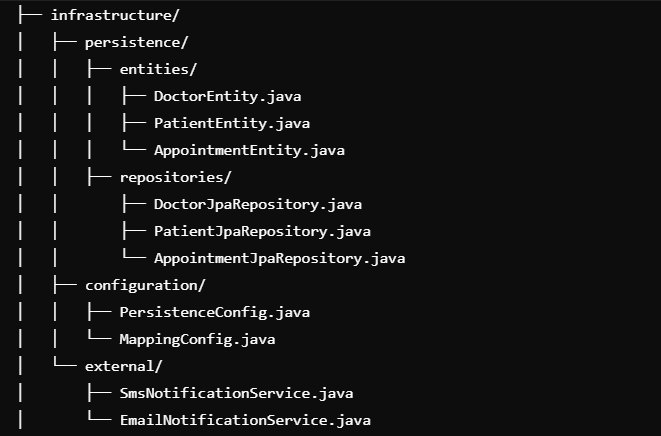 ├── infrastructure/
│   ├── persistence/
│   │   ├── entities/
│   │   │   ├── DoctorEntity.java
│   │   │   ├── PatientEntity.java
│   │   │   └── AppointmentEntity.java
│   │   ├── repositories/
│   │       ├── DoctorJpaRepository.java
│   │       ├── PatientJpaRepository.java
│   │       └── AppointmentJpaRepository.java
│   ├── configuration/
│   │   ├── PersistenceConfig.java
│   │   └── MappingConfig.java
│   └── external/
│       ├── SmsNotificationService.java
│       └── EmailNotificationService.java